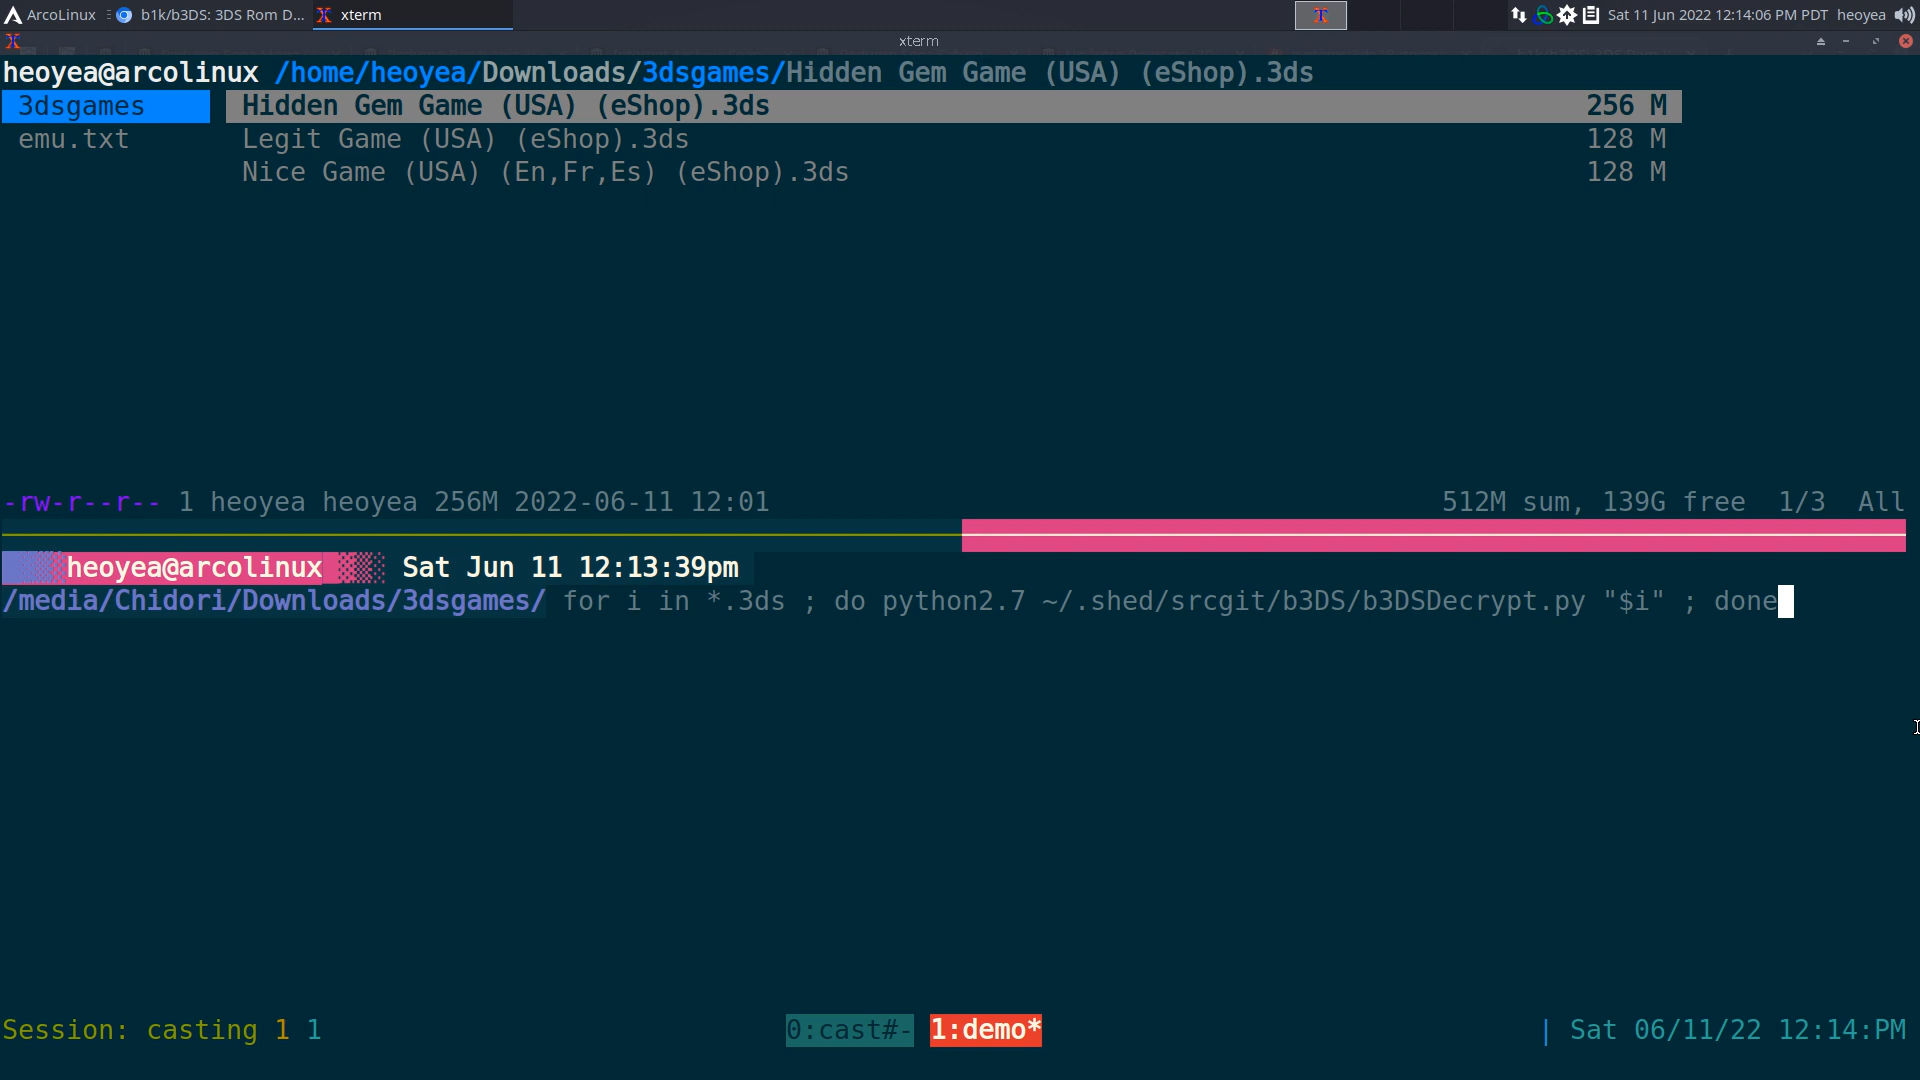 ArcoLinux b1k/b3DS: 3DS Rom D... xterm Sat 11 Jun 2022 12:14:06 PM PDT heoyea
xterm
heoyea@arcolinux /home/heoyea/Downloads/3dsgames/Hidden Gem Game (USA) (eShop).3ds
3dsgames Hidden Gem Game (USA) (eShop).3ds 256 M
emu.txt Legit Game (USA) (eShop).3ds 128 M
Nice Game (USA) (En,Fr,Es) (eShop).3ds 128 M
-rw-r--r-- 1 heoyea heoyea 256M 2022-06-11 12:01 512M sum, 139G free 1/3 All
heoyea@arcolinux Sat Jun 11 12:13:39pm
/media/Chidori/Downloads/3dsgames/ for i in *.3ds ; do python2.7 ~/.shed/srcgit/b3DS/b3DSDecrypt.py "$i" ; done
Session: casting 1 1 0:cast#- 1:demo* | Sat 06/11/22 12:14:PM